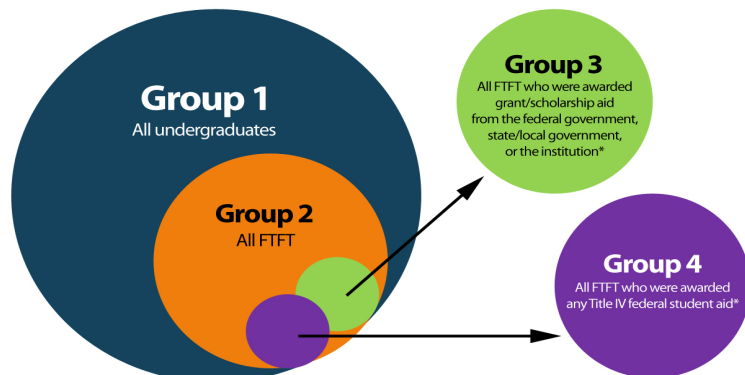 Group 1
All undergraduates
Group 2
All FTFT
Group 3
All FTFT who were awarded
grant/scholarship aid
from the federal government,
state/local government,
or the institution*
Group 4
All FTFT who were awarded
any Title IV federal student aid*